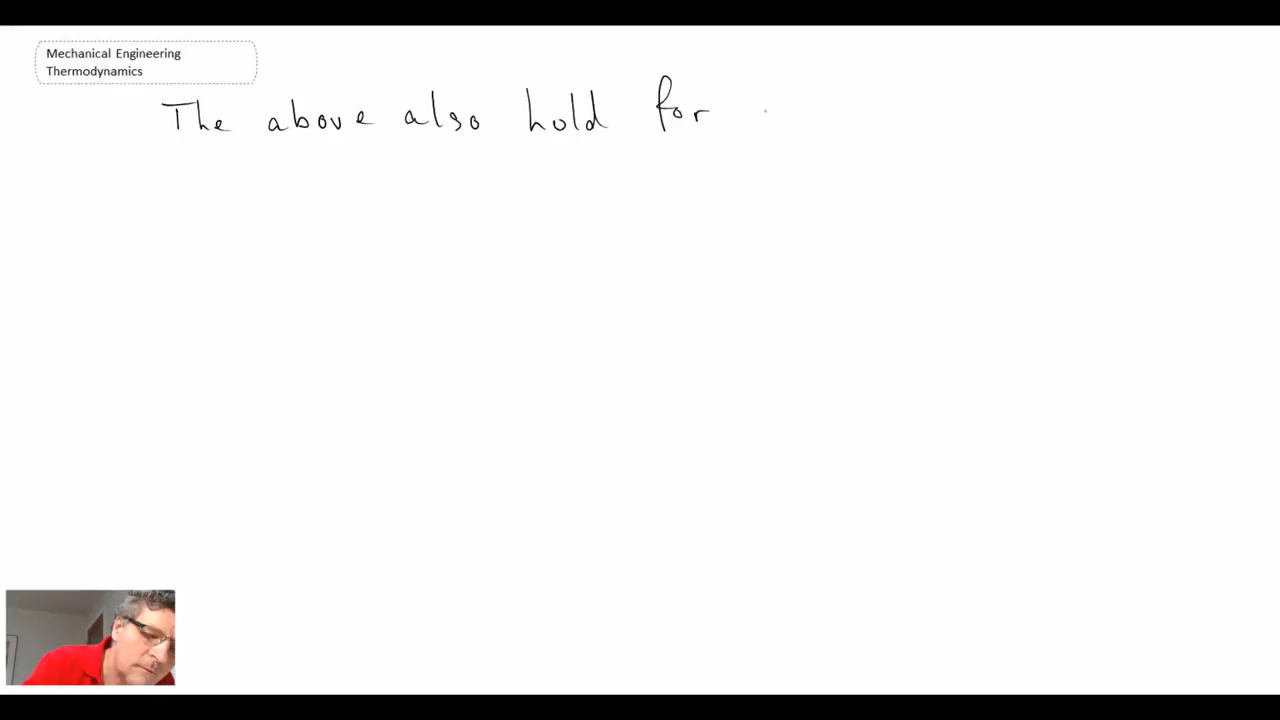 Mechanical Engineering
Thermodynamics
The above also hold for